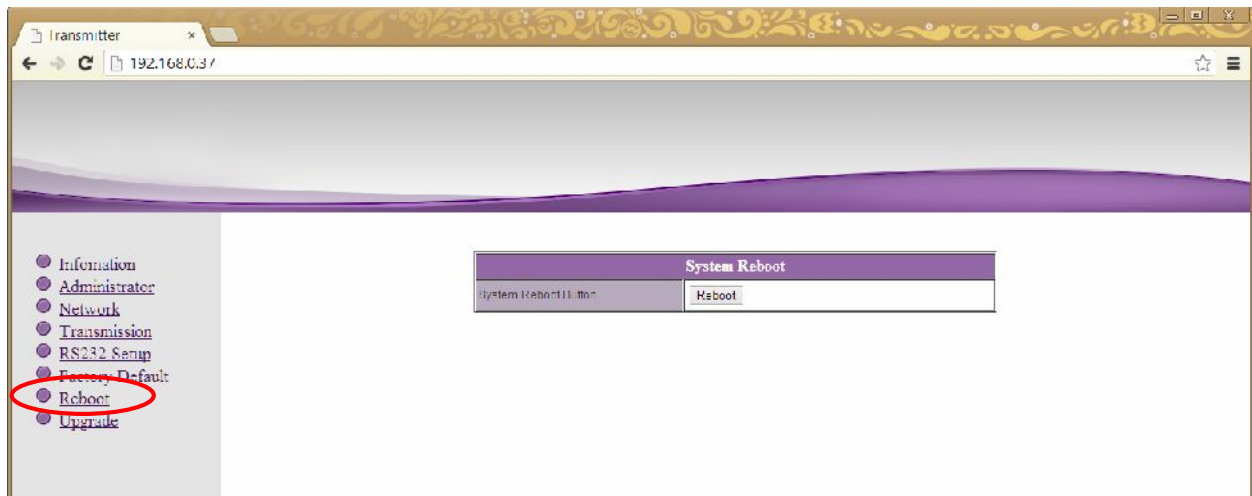 Transmitter
192.168.0.37
System Reboot
System Reboot Button Reboot
Infomation
Administrator
Network
Transmission
RS232 Setup
Factory Default
Reboot
Upgrade